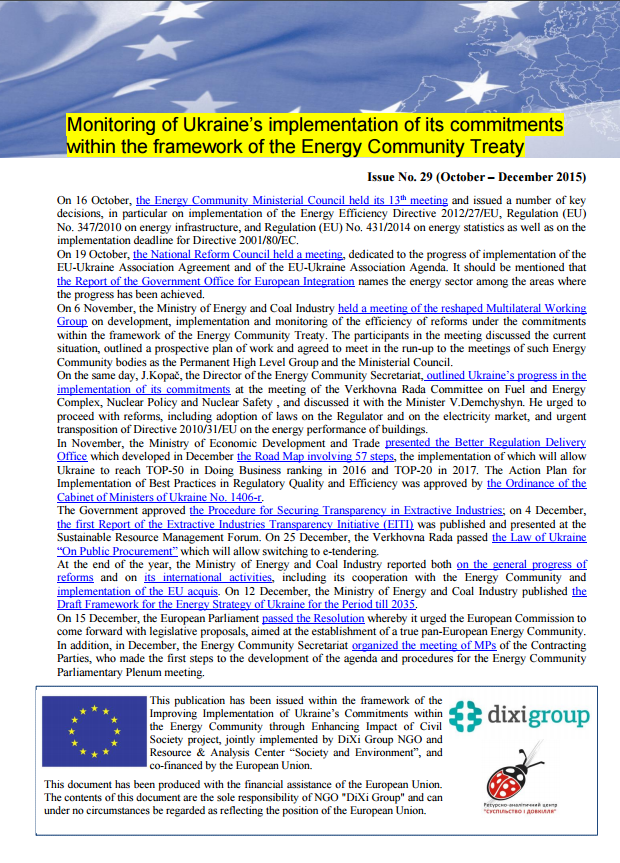 Monitoring of Ukraine's implementation of its commitments
within the framework of the Energy Community Treaty
Issue No. 29 (October – December 2015)
On 16 October, the Energy Community Ministerial Council held its 13th meeting and issued a number of key
decisions, in particular on implementation of the Energy Efficiency Directive 2012/27/EU, Regulation (EU)
No. 347/2010 on energy infrastructure, and Regulation (EU) No. 431/2014 on energy statistics as well as on the
implementation deadline for Directive 2001/80/EC.
On 19 October, the National Reform Council held a meeting, dedicated to the progress of implementation of the
EU-Ukraine Association Agreement and of the EU-Ukraine Association Agenda. It should be mentioned that
the Report of the Government Office for European Integration names the energy sector among the areas where
the progress has been achieved.
On 6 November, the Ministry of Energy and Coal Industry held a meeting of the reshaped Multilateral Working
Group on development, implementation and monitoring of the efficiency of reforms under the commitments
within the framework of the Energy Community Treaty. The participants in the meeting discussed the current
situation, outlined a prospective plan of work and agreed to meet in the run-up to the meetings of such Energy
Community bodies as the Permanent High Level Group and the Ministerial Council.
On the same day, J.Kopač, the Director of the Energy Community Secretariat, outlined Ukraine's progress in the
implementation of its commitments at the meeting of the Verkhovna Rada Committee on Fuel and Energy
Complex, Nuclear Policy and Nuclear Safety , and discussed it with the Minister V.Demchyshyn. He urged to
proceed with reforms, including adoption of laws on the Regulator and on the electricity market, and urgent
transposition of Directive 2010/31/EU on the energy performance of buildings.
In November, the Ministry of Economic Development and Trade presented the Better Regulation Delivery
Office which developed in December the Road Map involving 57 steps, the implementation of which will allow
Ukraine to reach TOP-50 in Doing Business ranking in 2016 and TOP-20 in 2017. The Action Plan for
Implementation of Best Practices in Regulatory Quality and Efficiency was approved by the Ordinance of the
Cabinet of Ministers of Ukraine No. 1406-r.
The Government approved the Procedure for Securing Transparency in Extractive Industries; on 4 December,
the first Report of the Extractive Industries Transparency Initiative (EITI) was published and presented at the
Sustainable Resource Management Forum. On 25 December, the Verkhovna Rada passed the Law of Ukraine
“On Public Procurement” which will allow switching to e-tendering.
At the end of the year, the Ministry of Energy and Coal Industry reported both on the general progress of
reforms and on its international activities, including its cooperation with the Energy Community and
implementation of the EU acquis. On 12 December, the Ministry of Energy and Coal Industry published the
Draft Framework for the Energy Strategy of Ukraine for the Period till 2035.
On 15 December, the European Parliament passed the Resolution whereby it urged the European Commission to
come forward with legislative proposals, aimed at the establishment of a true pan-European Energy Community.
In addition, in December, the Energy Community Secretariat organized the meeting of MPs of the Contracting
Parties, who made the first steps to the development of the agenda and procedures for the Energy Community
Parliamentary Plenum meeting.
This publication has been issued within the framework of the
Improving Implementation of Ukraine's Commitments within
the Energy Community through Enhancing Impact of Civil
Society project, jointly implemented by DiXi Group NGO and
Resource & Analysis Center “Society and Environment”, and
co-financed by the European Union.
This document has been produced with the financial assistance of the European Union.
The contents of this document are the sole responsibility of NGO "DiXi Group" and can
under no circumstances be regarded as reflecting the position of the European Union.
dixigroup
Ресурсно-аналітичний центр
"СУСПІЛЬСТВО І ДОВКІЛЛЯ"